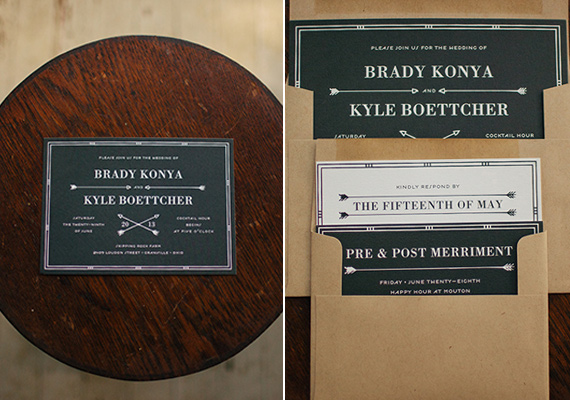 PLEASE JOIN US FOR THE WEDDING OF
BRADY KONYA
AND
KYLE BOETTCHER
SATURDAY
THE TWENTY-NINTH
OF JUNE
20 13
COCKTAIL HOUR
BEGINS
AT FIVE O'CLOCK
JUMPING ROCK FARM
LOUDON STREET • GRANVILLE • OHIO
PLEASE JOIN US FOR THE WEDDING OF
BRADY KONYA
AND
KYLE BOETTCHER
SATURDAY
COCKTAIL HOUR
KINDLY RESPOND BY
THE FIFTEENTH OF MAY
PRE & POST MERRIMENT
FRIDAY • JUNE TWENTY-EIGHTH
HAPPY HOUR AT MOUTON